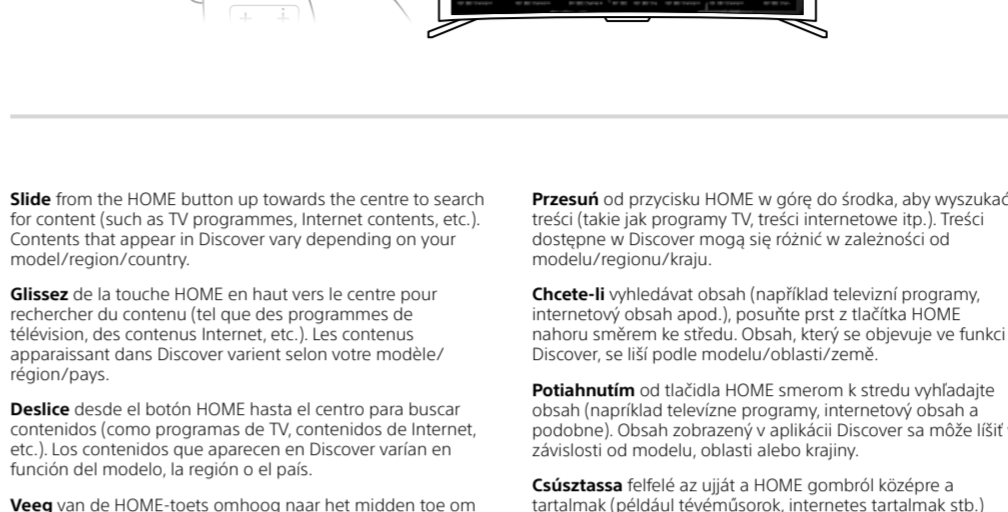 Slide from the HOME button up towards the centre to search
for content (such as TV programmes, Internet contents, etc.).
Contents that appear in Discover vary depending on your
model/region/country.
Glissez de la touche HOME en haut vers le centre pour
rechercher du contenu (tel que des programmes de
télévision, des contenus Internet, etc.). Les contenus
apparaissant dans Discover varient selon votre modèle/
région/pays.
Deslice desde el botón HOME hasta el centro para buscar
contenidos (como programas de TV, contenidos de Internet,
etc.). Los contenidos que aparecen en Discover varían en
función del modelo, la región o el país.
Veeg van de HOME-toets omhoog naar het midden toe om
Przesuń od przycisku HOME w górę do środka, aby wyszukać
treści (takie jak programy TV, treści internetowe itp.). Treści
dostępne w Discover mogą się różnić w zależności od
modelu/regionu/kraju.
Chcete-li vyhledávat obsah (například televizní programy,
internetový obsah apod.), posuňte prst z tlačítka HOME
nahoru směrem ke středu. Obsah, který se objevuje ve funkci
Discover, se liší podle modelu/oblasti/země.
Potiahnutím od tlačidla HOME smerom k stredu vyhľadajte
obsah (napríklad televízne programy, internetový obsah a
podobne). Obsah zobrazený v aplikácii Discover sa môže líšiť
závislosti od modelu, oblasti alebo krajiny.
Csúsztassa felfelé az ujját a HOME gombról középre a
tartalmak (például tévéműsorok, internetes tartalmak stb.)